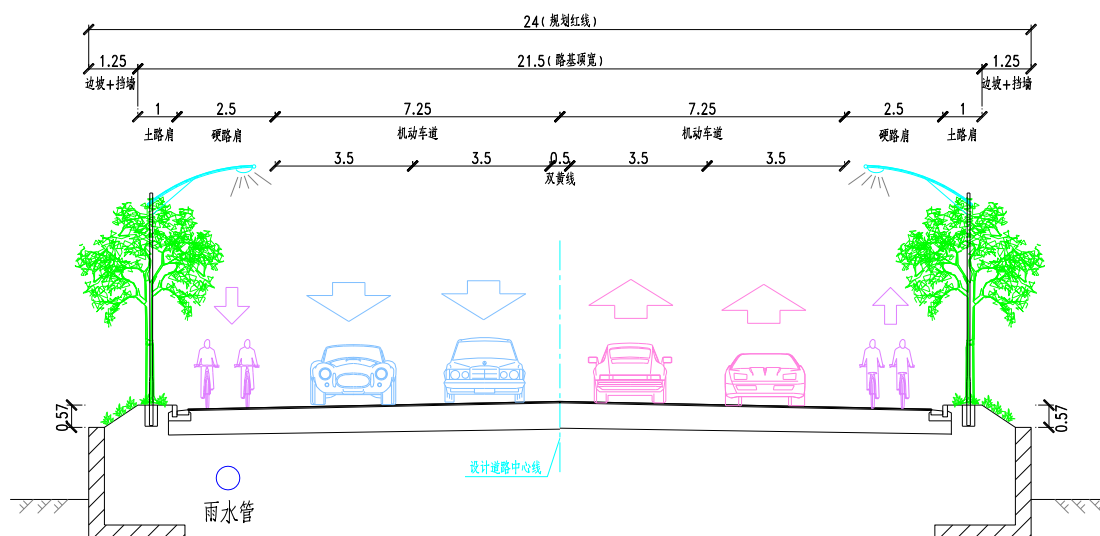 24(规划红线)
1.25
21.5(路基顶宽)
1.25
边坡+挡墙
边坡+挡墙
1
2.5
7.25
7.25
2.5
1
土路肩
硬路肩
机动车道
机动车道
硬路肩
土路肩
3.5
3.5
0.5
3.5
3.5
双黄线
0.57
0.57
设计道路中心线
雨水管